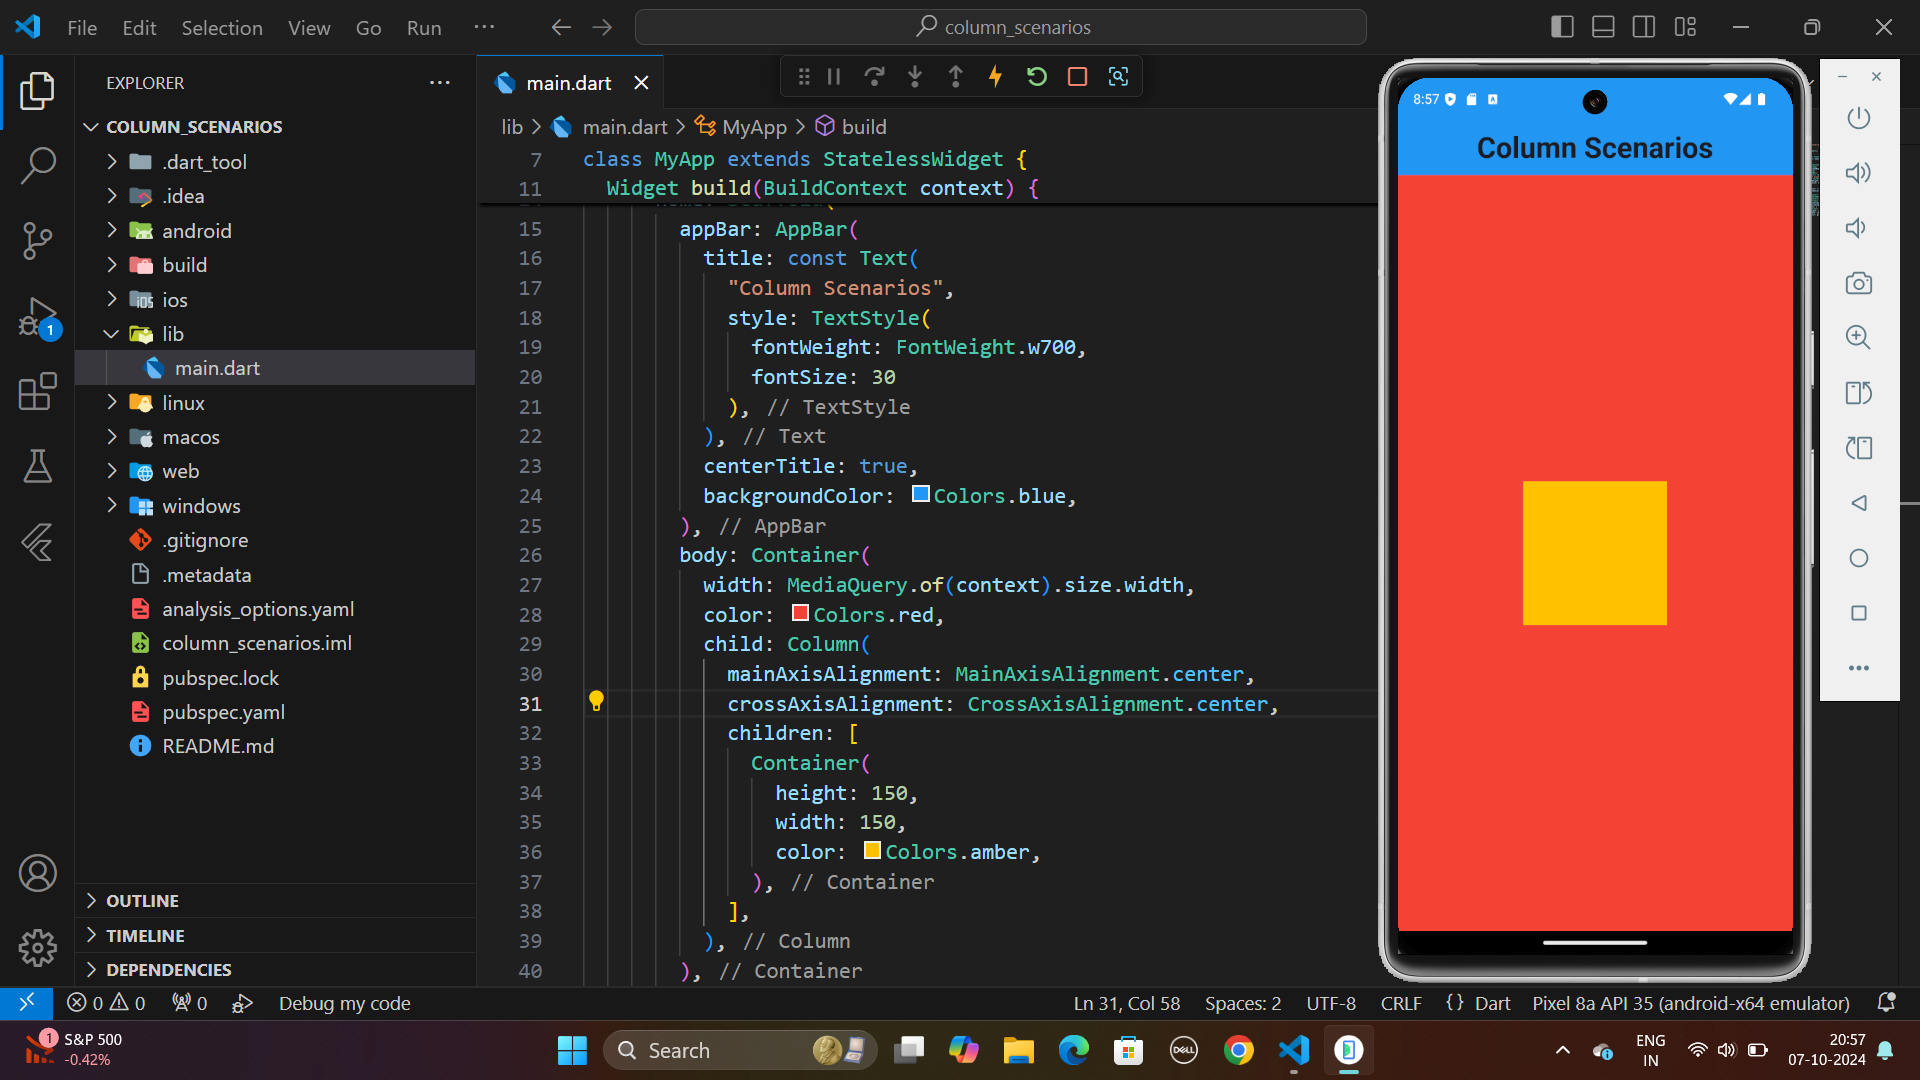 File Edit Selection View Go Run ...
column_scenarios
EXPLORER
COLUMN_SCENARIOS
.dart_tool
.idea
android
build
ios
lib
main.dart
linux
macos
web
windows
.gitignore
.metadata
analysis_options.yaml
column_scenarios.iml
pubspec.lock
pubspec.yaml
README.md
OUTLINE
TIMELINE
DEPENDENCIES
1
main.dart
lib > main.dart > MyApp > build
7 class MyApp extends StatelessWidget {
11 Widget build(BuildContext context) {
15 appBar: AppBar(
16 title: const Text(
17 "Column Scenarios",
18 style: TextStyle(
19 fontWeight: FontWeight.w700,
20 fontSize: 30
21 ), // TextStyle
22 ), // Text
23 centerTitle: true,
24 backgroundColor: Colors.blue,
25 ), // AppBar
26 body: Container(
27 width: MediaQuery.of(context).size.width,
28 color: Colors.red,
29 child: Column(
30 mainAxisAlignment: MainAxisAlignment.center,
31 crossAxisAlignment: CrossAxisAlignment.center,
32 children: [
33 Container(
34 height: 150,
35 width: 150,
36 color: Colors.amber,
37 ), // Container
38 ],
39 ), // Column
40 ), // Container
8:57
Column Scenarios
0 0 0 Debug my code
Ln 31, Col 58 Spaces: 2 UTF-8 CRLF {} Dart Pixel 8a API 35 (android-x64 emulator)
1
S&P 500
-0.42%
Search
DELL
ENG
IN
20:57
07-10-2024